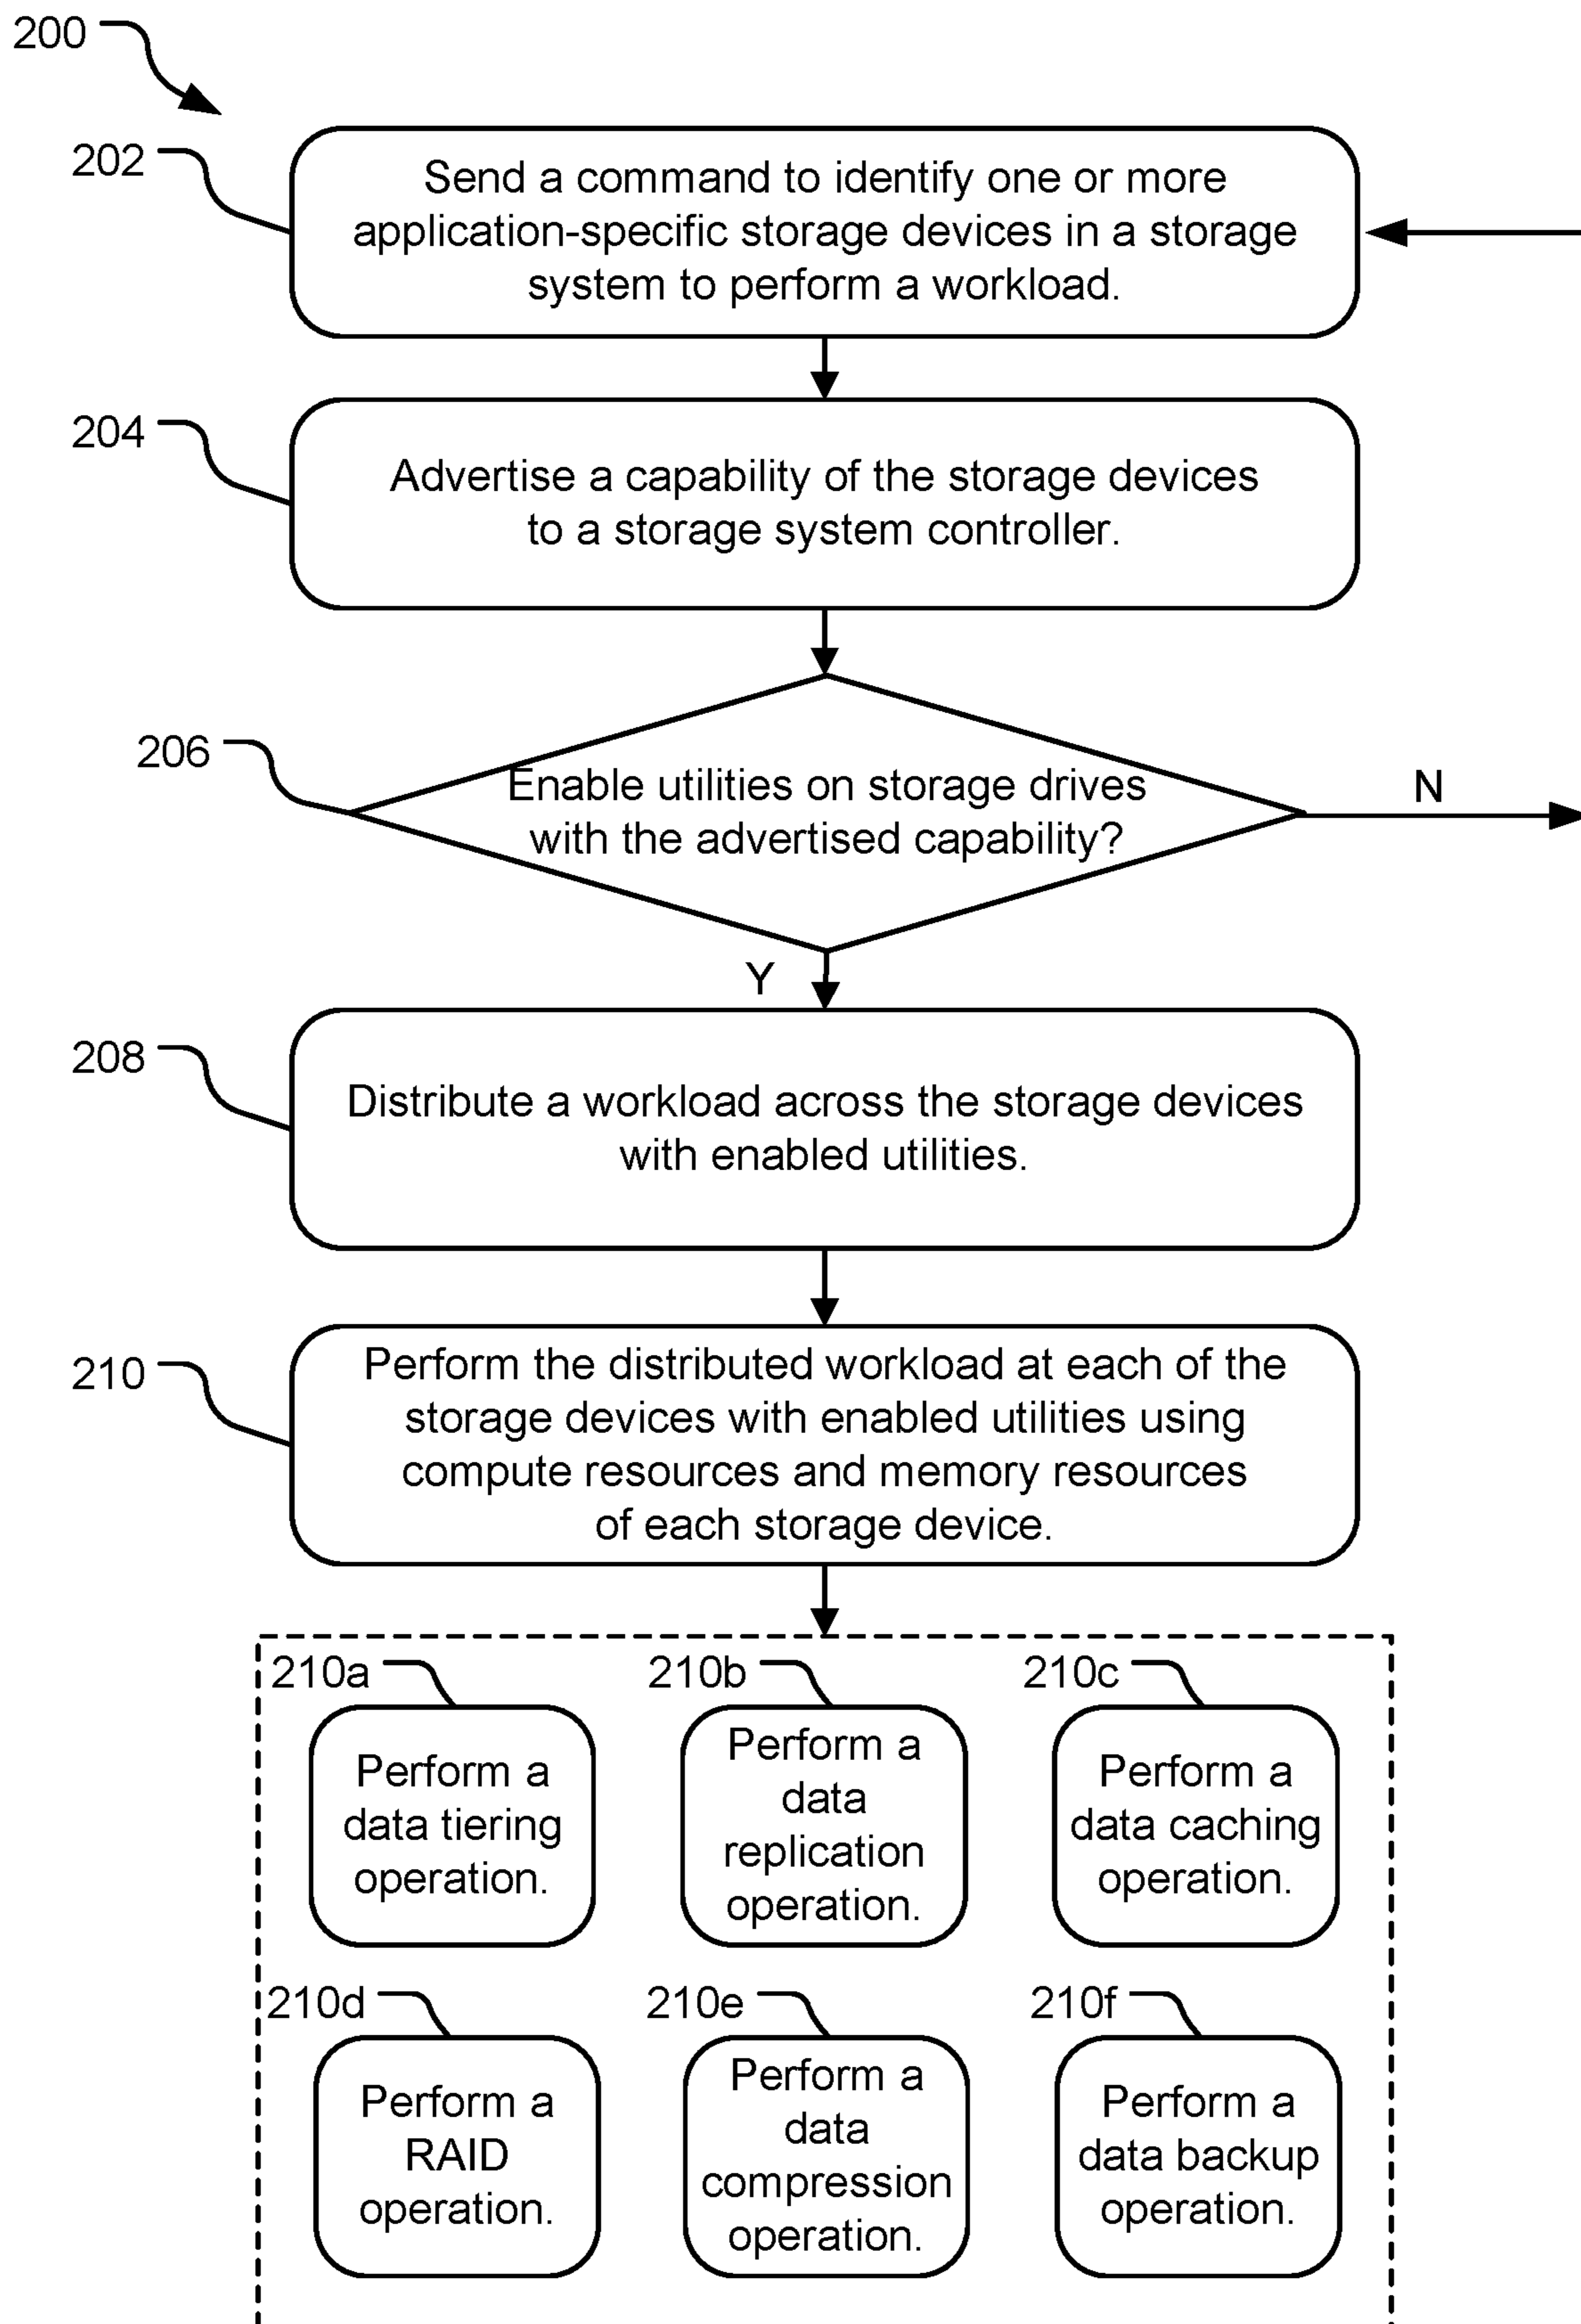 200
202
Send a command to identify one or more
application-specific storage devices in a storage
system to perform a workload.
204
Advertise a capability of the storage devices
to a storage system controller.
206
Enable utilities on storage drives
with the advertised capability?
N
Y
208
Distribute a workload across the storage devices
with enabled utilities.
210
Perform the distributed workload at each of the
storage devices with enabled utilities using
compute resources and memory resources
of each storage device.
210a
Perform a
data tiering
operation.
210b
Perform a
data
replication
operation.
210c
Perform a
data caching
operation.
210d
Perform a
RAID
operation.
210e
Perform a
data
compression
operation.
210f
Perform a
data backup
operation.